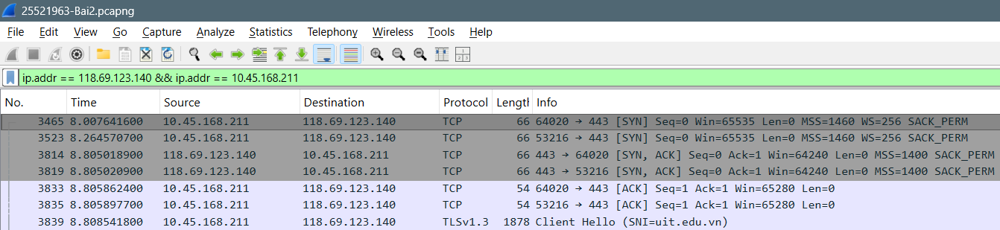 25521963-Bai2.pcapng
File Edit View Go Capture Analyze Statistics Telephony Wireless Tools Help
ip.addr == 118.69.123.140 && ip.addr == 10.45.168.211
No. Time Source Destination Protocol Length Info
3465 8.007641600 10.45.168.211 118.69.123.140 TCP 66 64020 → 443 [SYN] Seq=0 Win=65535 Len=0 MSS=1460 WS=256 SACK_PERM
3523 8.264570700 10.45.168.211 118.69.123.140 TCP 66 53216 → 443 [SYN] Seq=0 Win=65535 Len=0 MSS=1460 WS=256 SACK_PERM
3814 8.805018900 118.69.123.140 10.45.168.211 TCP 66 443 → 64020 [SYN, ACK] Seq=0 Ack=1 Win=64240 Len=0 MSS=1400 SACK_PERM
3819 8.805020900 118.69.123.140 10.45.168.211 TCP 66 443 → 53216 [SYN, ACK] Seq=0 Ack=1 Win=64240 Len=0 MSS=1400 SACK_PERM
3833 8.805862400 10.45.168.211 118.69.123.140 TCP 54 64020 → 443 [ACK] Seq=1 Ack=1 Win=65280 Len=0
3835 8.805897700 10.45.168.211 118.69.123.140 TCP 54 53216 → 443 [ACK] Seq=1 Ack=1 Win=65280 Len=0
3839 8.808541800 10.45.168.211 118.69.123.140 TLSv1.3 1878 Client Hello (SNI=uit.edu.vn)